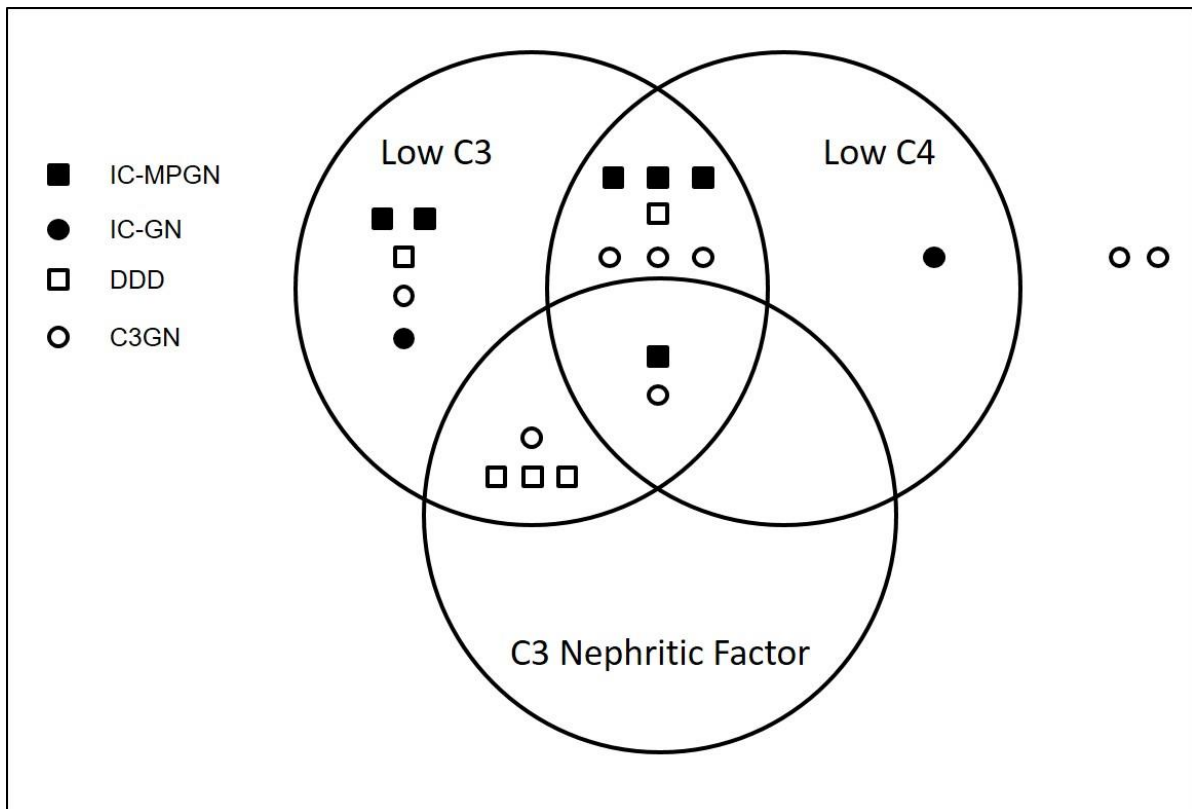 Low C3
Low C4
IC-MPGN
IC-GN
DDD
C3GN
C3 Nephritic Factor